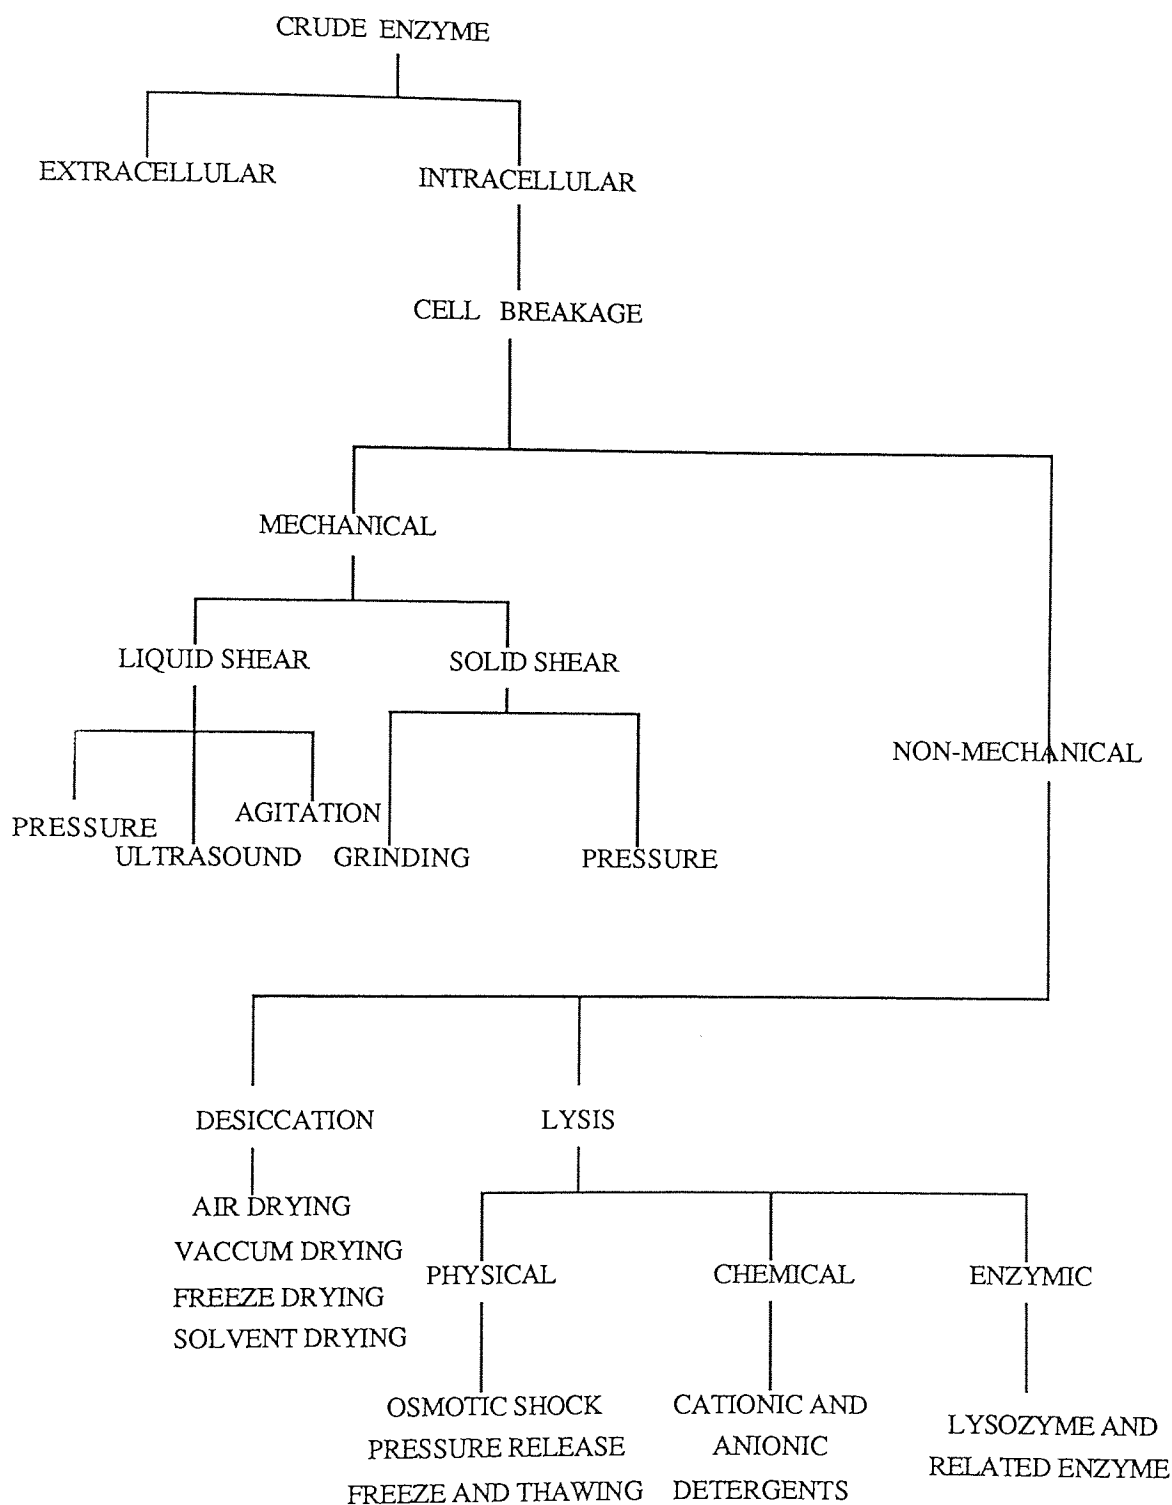 CRUDE ENZYME
EXTRACELLULAR
INTRACELLULAR
CELL BREAKAGE
MECHANICAL
LIQUID SHEAR
SOLID SHEAR
NON-MECHANICAL
PRESSURE
ULTRASOUND
AGITATION
GRINDING
PRESSURE
DESICCATION
LYSIS
AIR DRYING
VACCUM DRYING
FREEZE DRYING
SOLVENT DRYING
PHYSICAL
CHEMICAL
ENZYMIC
OSMOTIC SHOCK
PRESSURE RELEASE
FREEZE AND THAWING
CATIONIC AND
ANIONIC
DETERGENTS
LYSOZYME AND
RELATED ENZYME